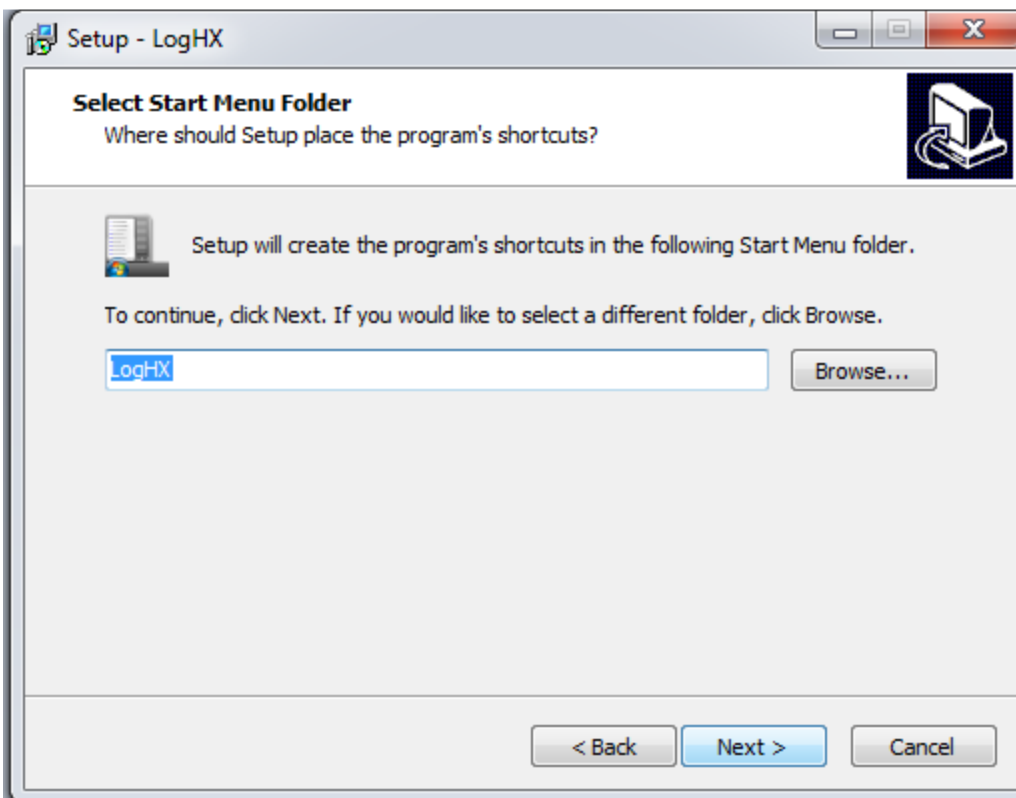 Setup - LogHX
Select Start Menu Folder
Where should Setup place the program's shortcuts?
Setup will create the program's shortcuts in the following Start Menu folder.
To continue, click Next. If you would like to select a different folder, click Browse.
LogHX
Browse...
< Back
Next >
Cancel